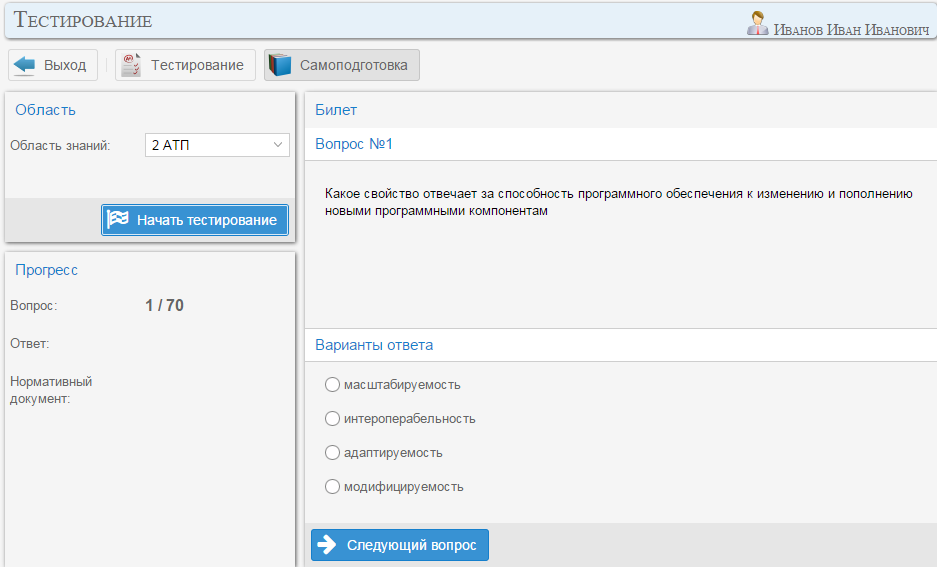 Тестирование
Иванов Иван Иванович
Выход
Тестирование
Самоподготовка
Область
Область знаний:
2 АТП
Начать тестирование
Прогресс
Вопрос:
1 / 70
Ответ:
Нормативный
документ:
Билет
Вопрос №1
Какое свойство отвечает за способность программного обеспечения к изменению и пополнению
новыми программными компонентам
Варианты ответа
масштабируемость
интероперабельность
адаптируемость
модифицируемость
Следующий вопрос